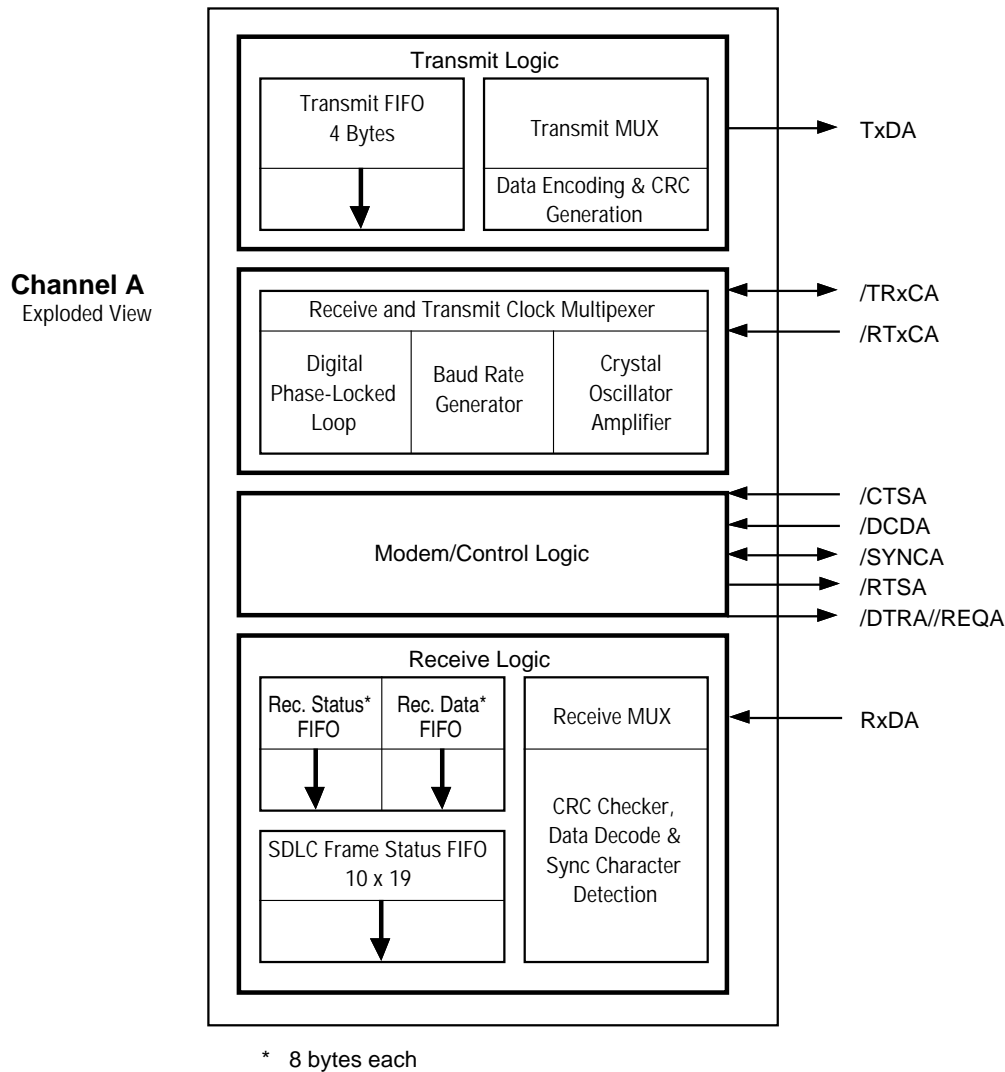 Transmit Logic
Transmit FIFO
4 Bytes
Transmit MUX
Data Encoding & CRC
Generation
TxDA
Channel A
Exploded View
Receive and Transmit Clock Multipexer
Digital
Phase-Locked
Loop
Baud Rate
Generator
Crystal
Oscillator
Amplifier
/TRxCA
/RTxCA
Modem/Control Logic
/CTSA
/DCDA
/SYNCA
/RTSA
/DTRA//REQA
Receive Logic
Rec. Status*
FIFO
Rec. Data*
FIFO
Receive MUX
RxDA
CRC Checker,
Data Decode &
Sync Character
Detection
SDLC Frame Status FIFO
10 x 19
* 8 bytes each